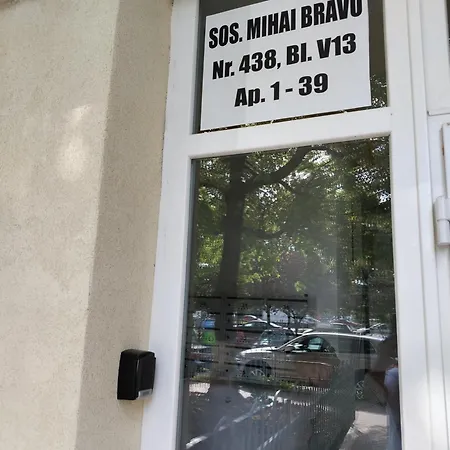 SOS. MIHAI BRAVU
Nr. 438, Bl. V13
Ap. 1 - 39